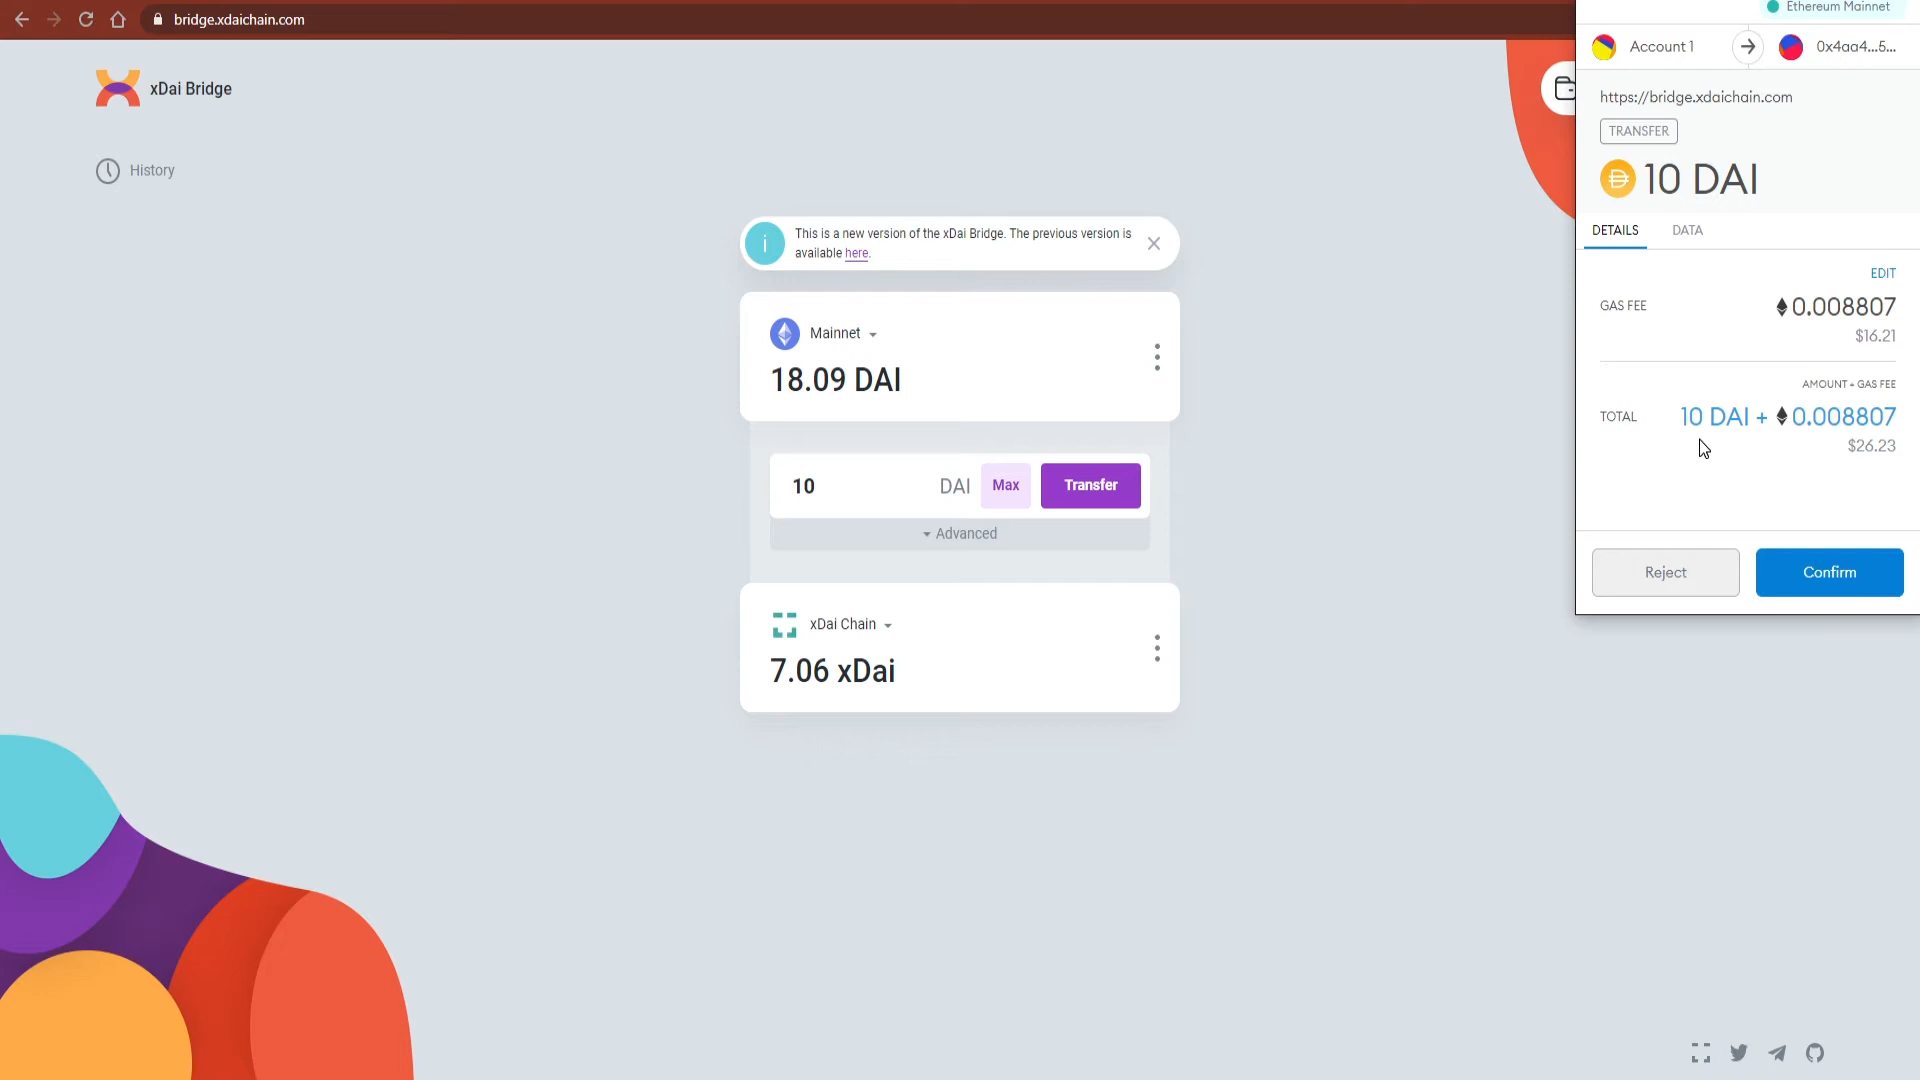 bridge.xdaichain.com
xDai Bridge
History
This is a new version of the xDai Bridge. The previous version is
available here.
Mainnet
18.09 DAI
10 DAI Max Transfer
Advanced
xDai Chain
7.06 xDai
Ethereum Mainnet
Account 1 0x4aa4...5...
https://bridge.xdaichain.com
TRANSFER
10 DAI
DETAILS DATA
EDIT
GAS FEE 0.008807
$16.21
AMOUNT + GAS FEE
TOTAL 10 DAI + 0.008807
$26.23
Reject Confirm